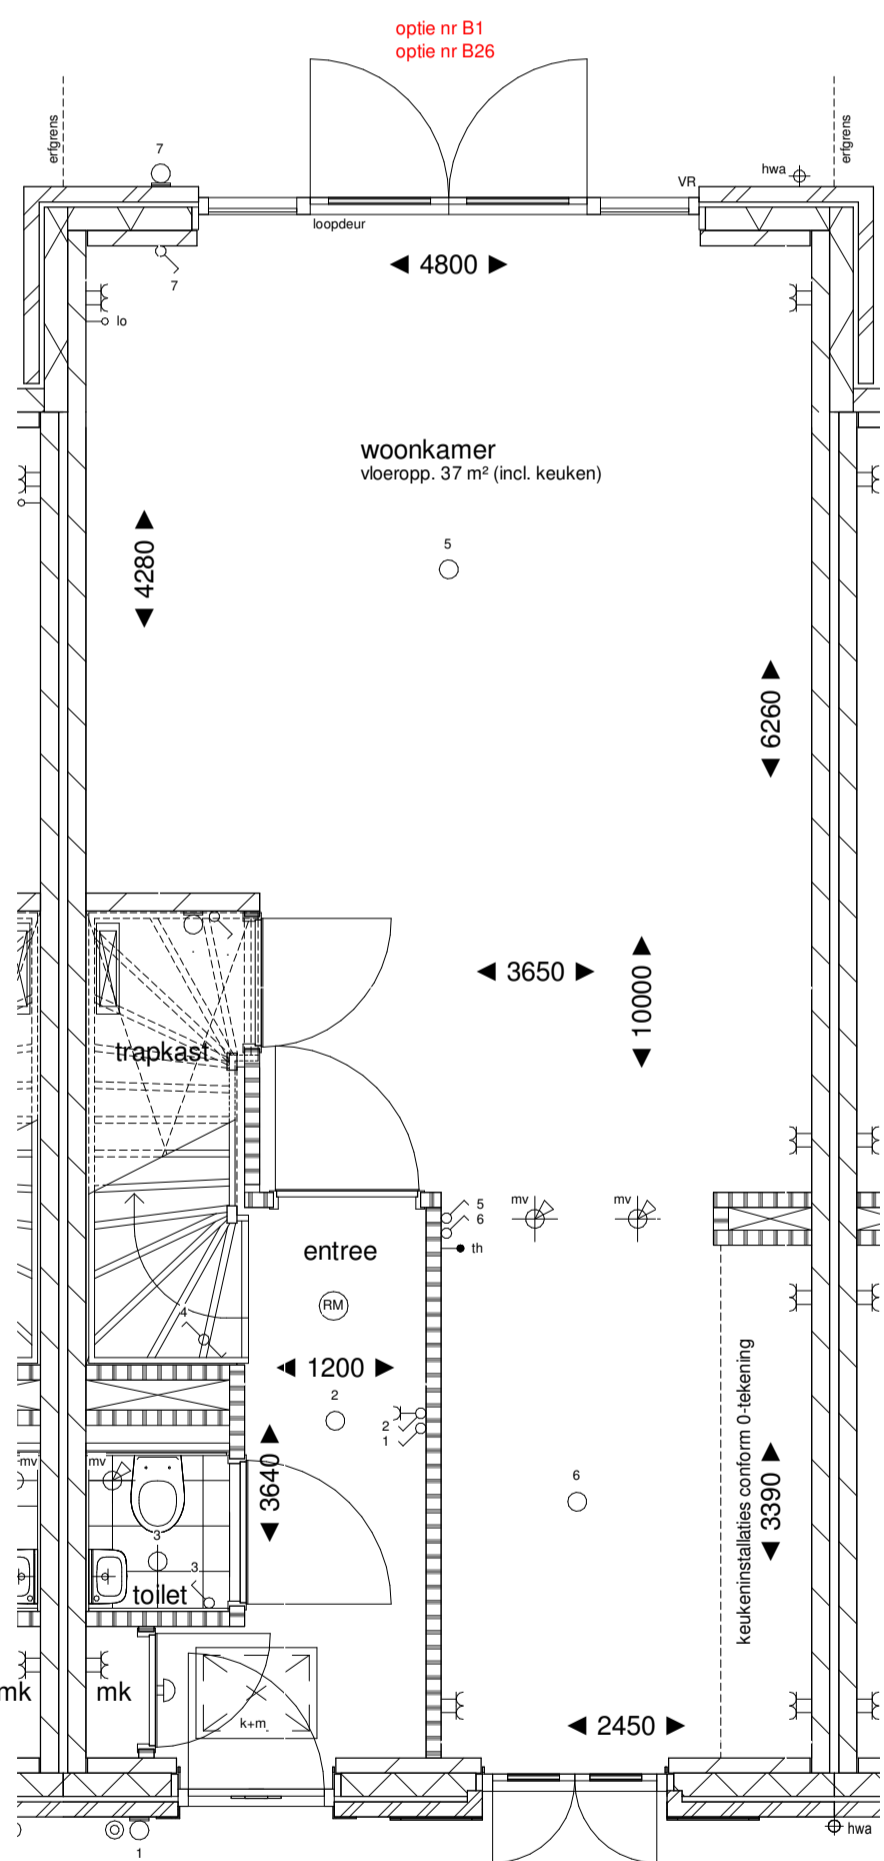 optie nr B1
optie nr B26
erfgrens
erfgrens
7
hwa
VR
loopdeur
7
4800
lo
woonkamer
vloeropp. 37 m² (incl. keuken)
5
4280
6260
3650
10000
trapkast
5
6
th
mv
mv
entree
RM
4
1200
2
2
1
3640
mv
mv
6
3
3
toilet
keukeninstallaties conform 0-tekening
3390
mk
mk
k+m
2450
1
hwa